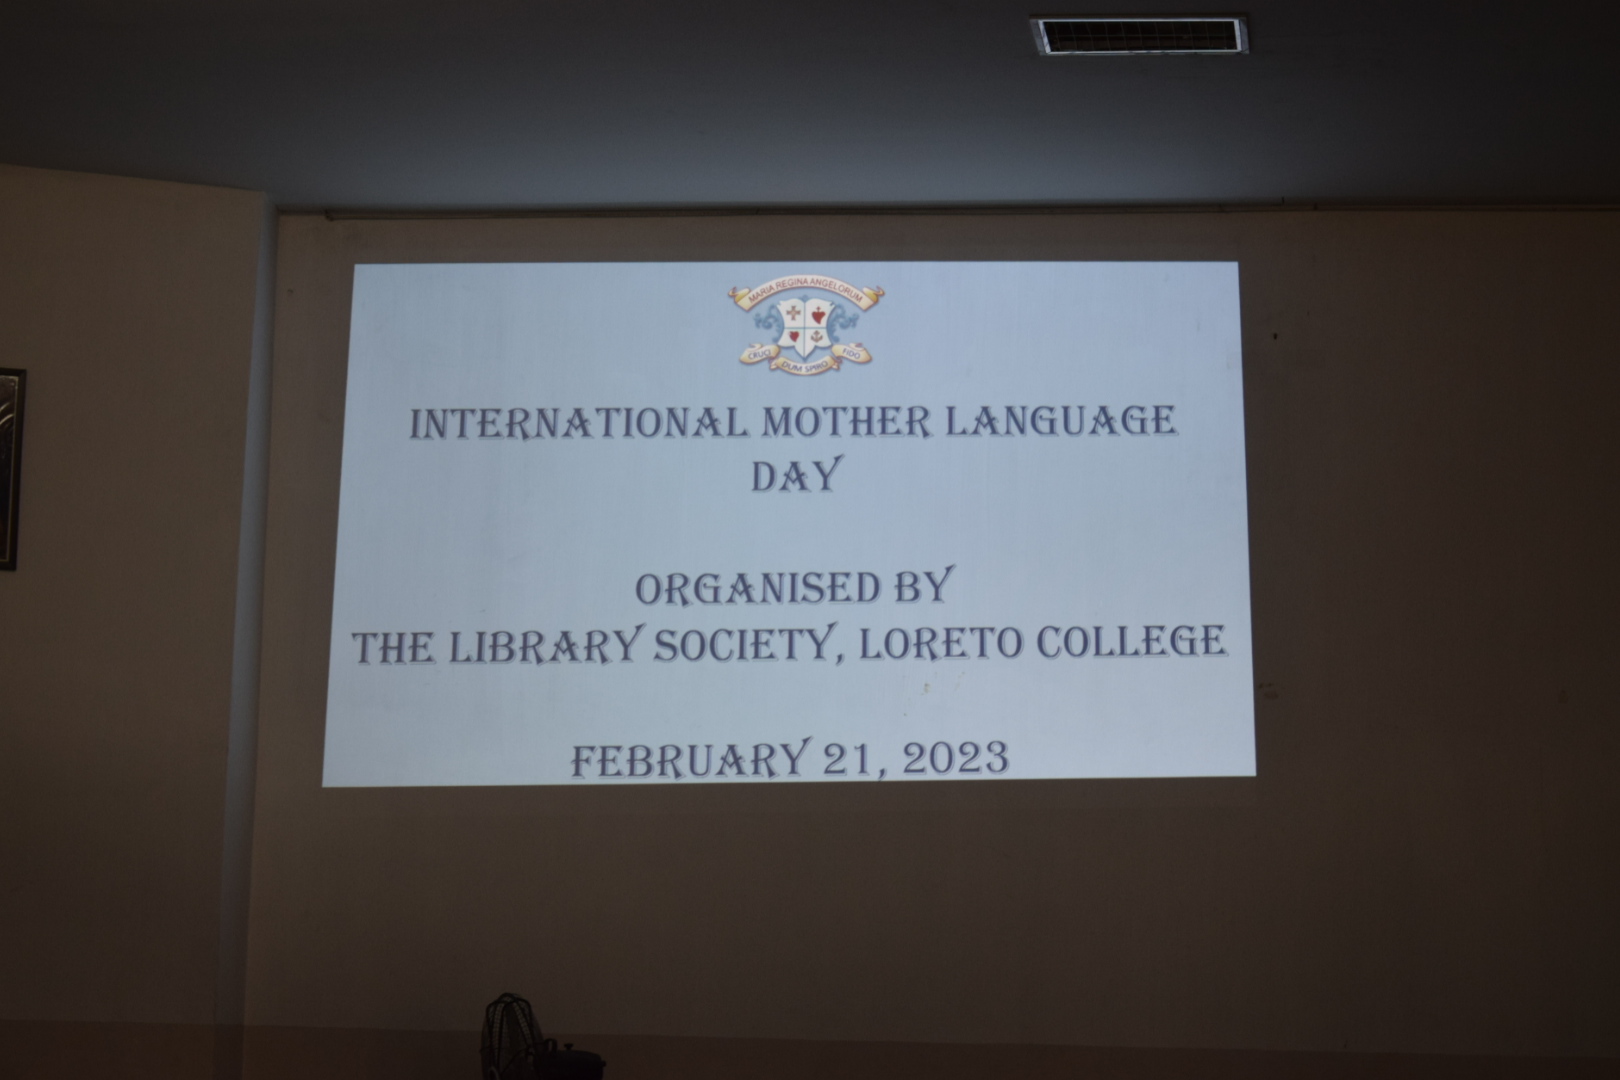 MARIA REGINA ANGELORUM
CRUCI DUM SPIRO FIDO
INTERNATIONAL MOTHER LANGUAGE
DAY
ORGANISED BY
THE LIBRARY SOCIETY, LORETO COLLEGE
FEBRUARY 21, 2023